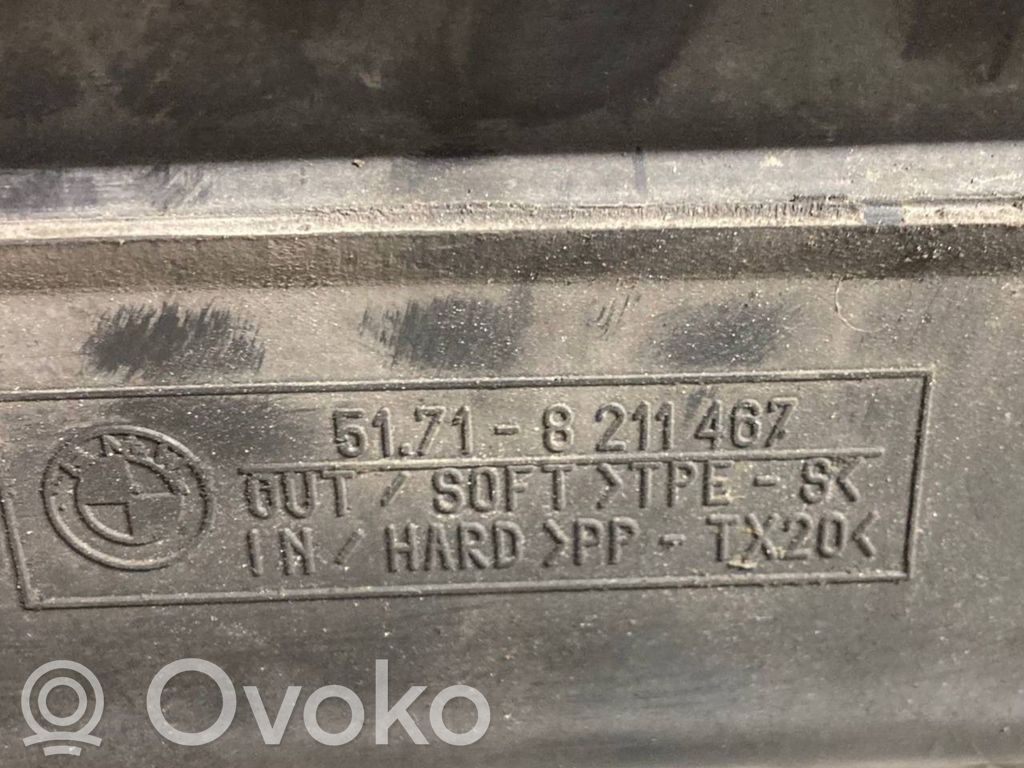 51.71 - 8 211 467
OUT / SOFT >TPE - S<
IN / HARD >PP - TX20<
Ovoko